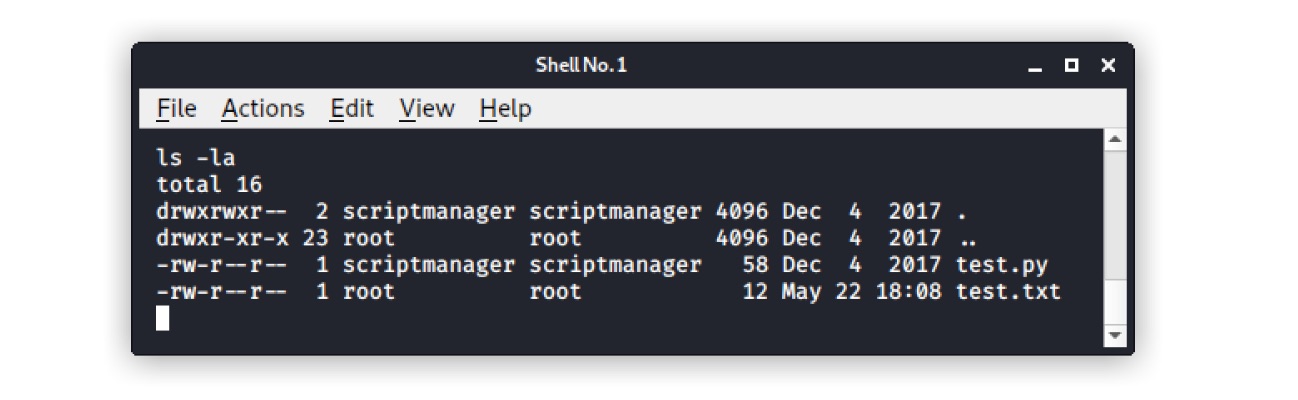 Shell No. 1
File Actions Edit View Help
ls -la
total 16
drwxrwxr-- 2 scriptmanager scriptmanager 4096 Dec 4 2017 .
drwxr-xr-x 23 root root 4096 Dec 4 2017 ..
-rw-r--r-- 1 scriptmanager scriptmanager 58 Dec 4 2017 test.py
-rw-r--r-- 1 root root 12 May 22 18:08 test.txt